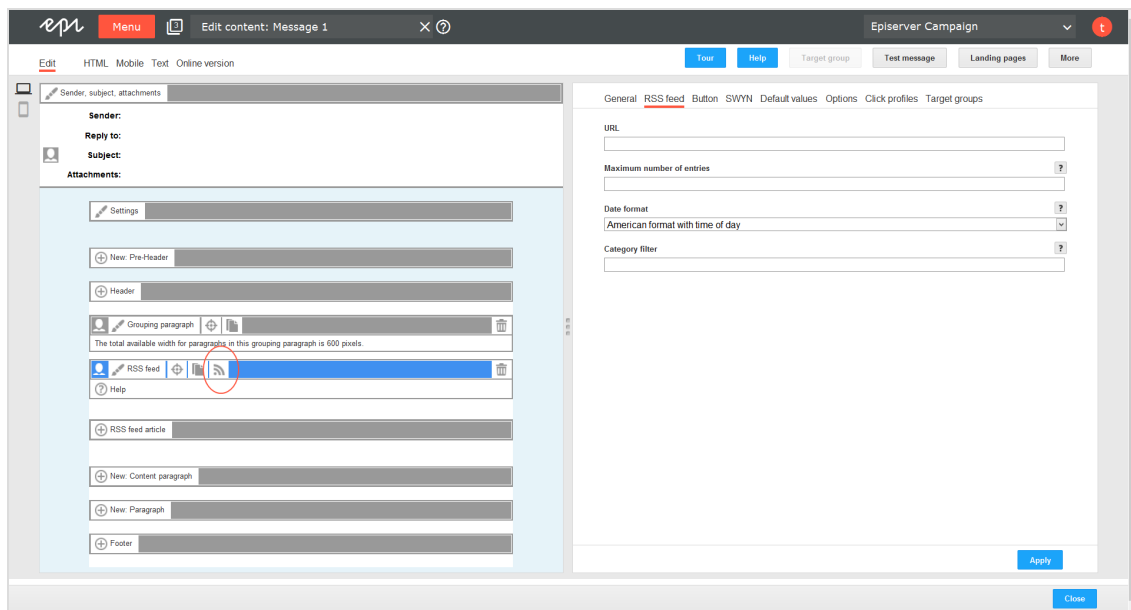 epi Menu 3 Edit content: Message 1 Episerver Campaign t
Edit HTML Mobile Text Online version Tour Help Target group Test message Landing pages More
Sender, subject, attachments
Sender:
Reply to:
Subject:
Attachments:
Settings
New: Pre-Header
Header
Grouping paragraph
The total available width for paragraphs in this grouping paragraph is 600 pixels.
RSS feed
? Help
RSS feed article
New: Content paragraph
New: Paragraph
Footer
General RSS feed Button SWYN Default values Options Click profiles Target groups
URL
Maximum number of entries ?
Date format ?
American format with time of day
Category filter ?
Apply
Close